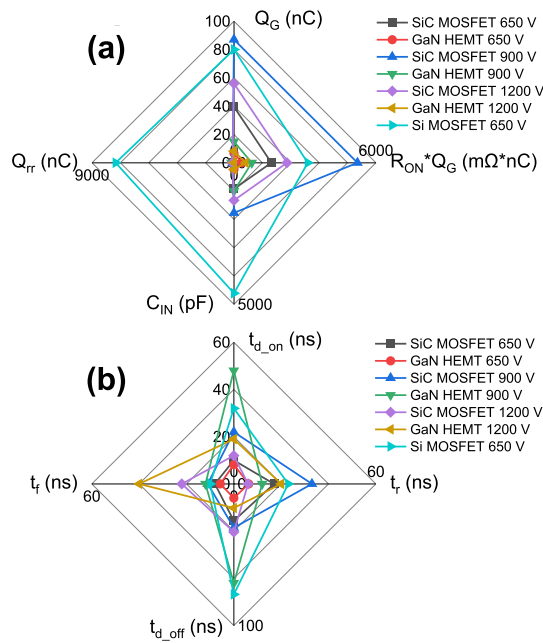 (a)
100
80
60
40
20
0
Q_G (nC)
SiC MOSFET 650 V
GaN HEMT 650 V
SiC MOSFET 900 V
GaN HEMT 900 V
SiC MOSFET 1200 V
GaN HEMT 1200 V
Si MOSFET 650 V
Q_rr (nC)
9000
6000
R_ON*Q_G (mΩ*nC)
C_IN (pF)
5000
(b)
60
40
20
0
t_d_on (ns)
SiC MOSFET 650 V
GaN HEMT 650 V
SiC MOSFET 900 V
GaN HEMT 900 V
SiC MOSFET 1200 V
GaN HEMT 1200 V
Si MOSFET 650 V
t_f (ns)
60
60
t_r (ns)
t_d_off (ns)
100